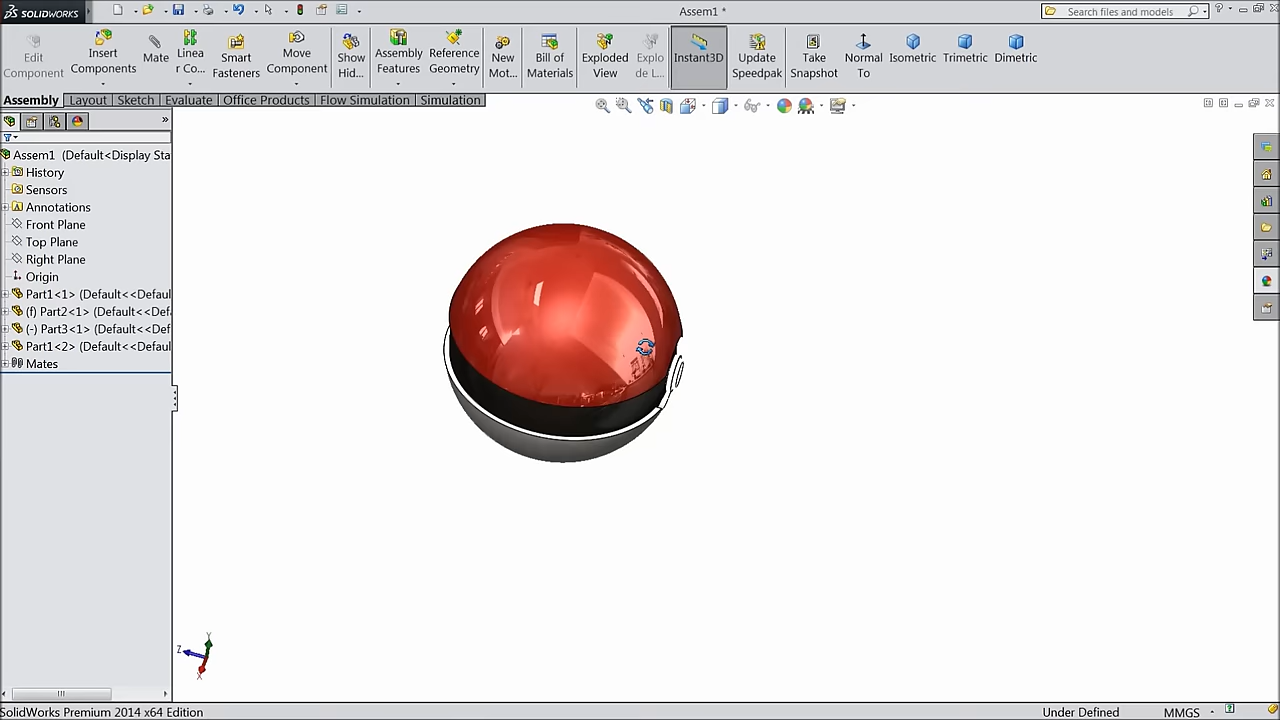 SOLIDWORKS
Assem1 *
Search files and models
Edit Component
Insert Components
Mate
Linea r Co...
Smart Fasteners
Move Component
Show Hid...
Assembly Features
Reference Geometry
New Mot...
Bill of Materials
Exploded View
Explo de L...
Instant3D
Update Speedpak
Take Snapshot
Normal To
Isometric
Trimetric
Dimetric
Assembly Layout Sketch Evaluate Office Products Flow Simulation Simulation
Assem1 (Default<Display Sta
History
Sensors
Annotations
Front Plane
Top Plane
Right Plane
Origin
Part1<1> (Default<<Defaul
(f) Part2<1> (Default<<Def
(-) Part3<1> (Default<<Def
Part1<2> (Default<<Defaul
Mates
Y
Z
X
SolidWorks Premium 2014 x64 Edition
Under Defined
MMGS